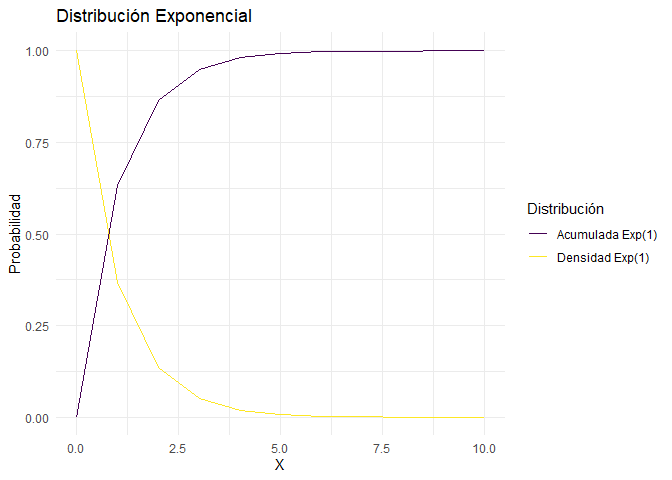 Distribución Exponencial
1.00
0.75
0.50
0.25
0.00
Probabilidad
0.0 2.5 5.0 7.5 10.0
X
Distribución
Acumulada Exp(1)
Densidad Exp(1)